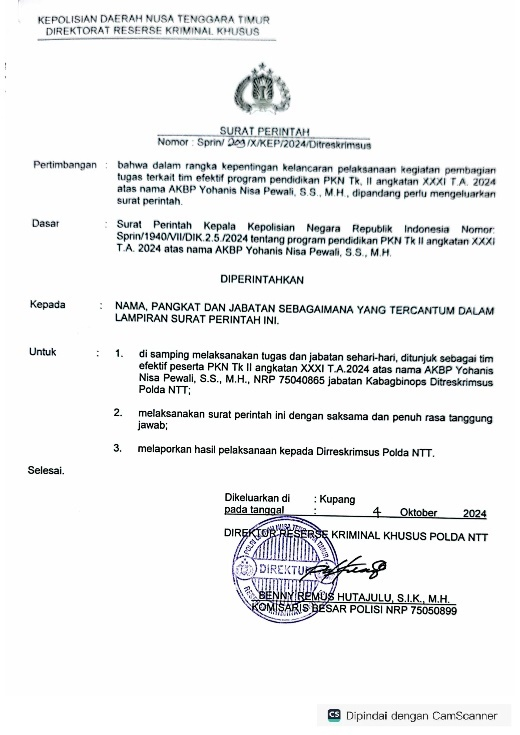 KEPOLISIAN DAERAH NUSA TENGGARA TIMUR
DIREKTORAT RESERSE KRIMINAL KHUSUS
SURAT PERINTAH
Nomor : Sprin/ /X/KEP/2024/Ditreskrimsus
Pertimbangan : bahwa dalam rangka kepentingan kelancaran pelaksanaan kegiatan pembagian
tugas terkait tim efektif program pendidikan PKN Tk. II angkatan XXXI T.A. 2024
atas nama AKBP Yohanis Nisa Pewali, S.S., M.H., dipandang perlu mengeluarkan
surat perintah.
Dasar : Surat Perintah Kepala Kepolisian Negara Republik Indonesia Nomor:
Sprin/1940/VII/DIK.2.5./2024 tentang program pendidikan PKN Tk II angkatan XXXI
T.A. 2024 atas nama AKBP Yohanis Nisa Pewali, S.S., M.H.
DIPERINTAHKAN
Kepada : NAMA, PANGKAT DAN JABATAN SEBAGAIMANA YANG TERCANTUM DALAM
LAMPIRAN SURAT PERINTAH INI.
Untuk : 1. di samping melaksanakan tugas dan jabatan sehari-hari, ditunjuk sebagai tim
efektif peserta PKN Tk II angkatan XXXI T.A.2024 atas nama AKBP Yohanis
Nisa Pewali, S.S., M.H., NRP 75040865 jabatan Kabagbinops Ditreskrimsus
Polda NTT;
2. melaksanakan surat perintah ini dengan saksama dan penuh rasa tanggung
jawab;
3. melaporkan hasil pelaksanaan kepada Dirreskrimsus Polda NTT.
Selesai.
Dikeluarkan di : Kupang
pada tanggal : 4 Oktober 2024
DIREKTUR RESERSE KRIMINAL KHUSUS POLDA NTT
DIREKTUR
BENNY REMUS HUTAJULU, S.I.K., M.H.
KOMISARIS BESAR POLISI NRP 75050899
CS Dipindai dengan CamScanner